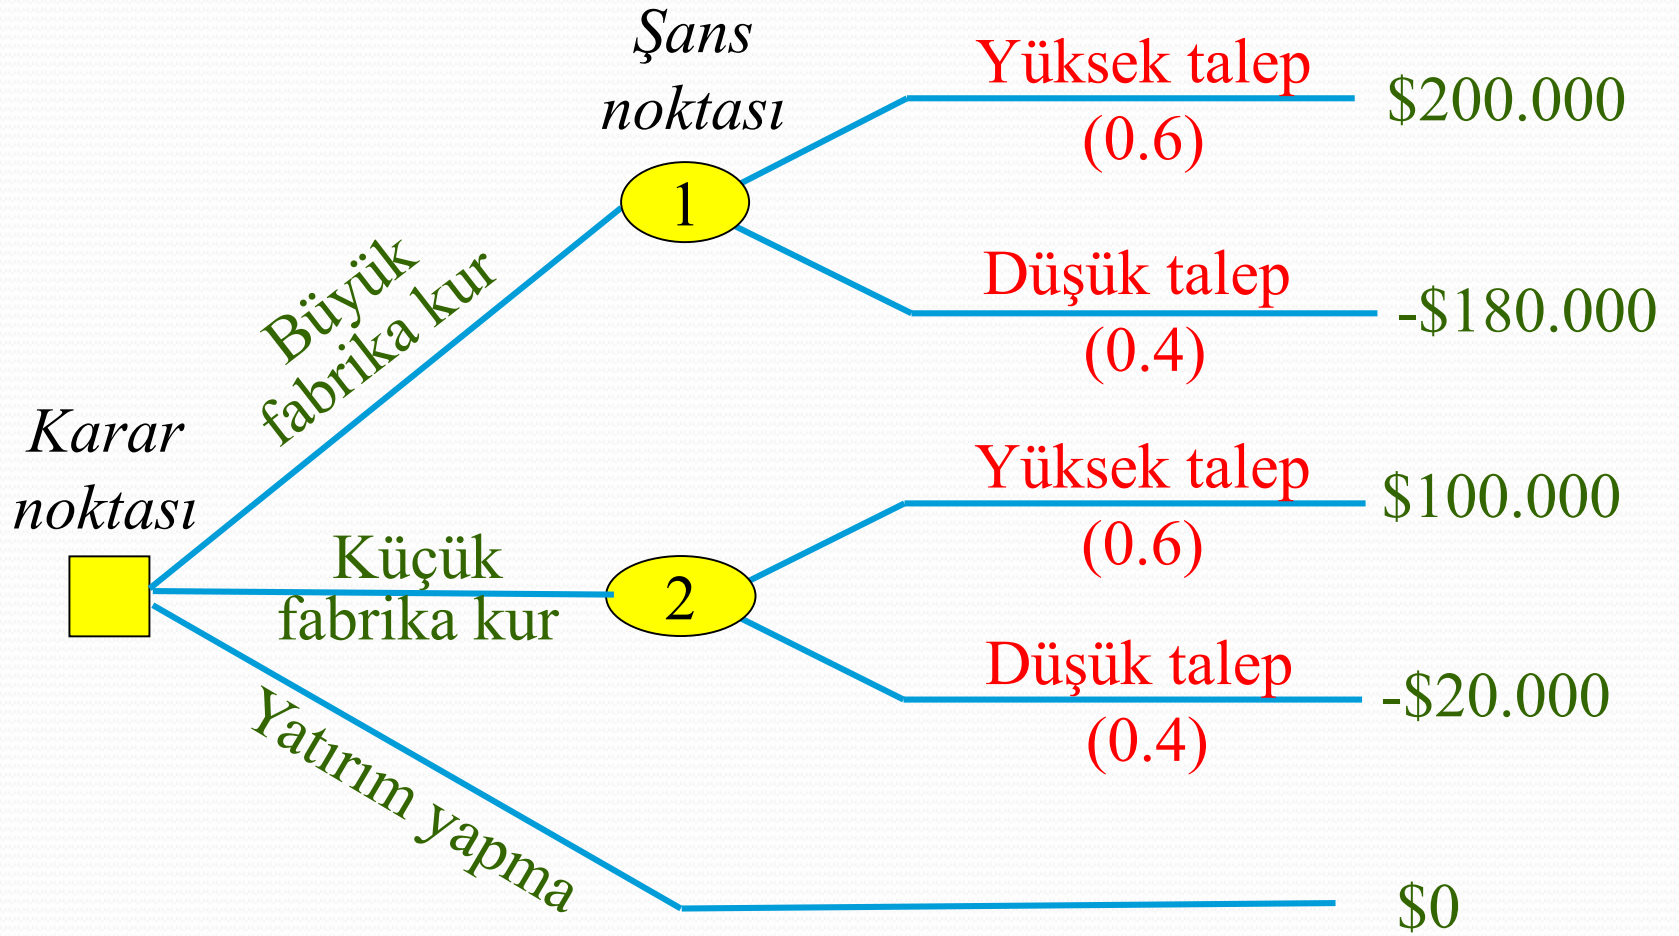 Şans
noktası
Yüksek talep
$200.000
(0.6)
1
Düşük talep
-$180.000
(0.4)
Büyük
fabrika kur
Karar
noktası
Yüksek talep
$100.000
(0.6)
Küçük
fabrika kur
2
Düşük talep
-$20.000
(0.4)
Yatırım yapma
$0